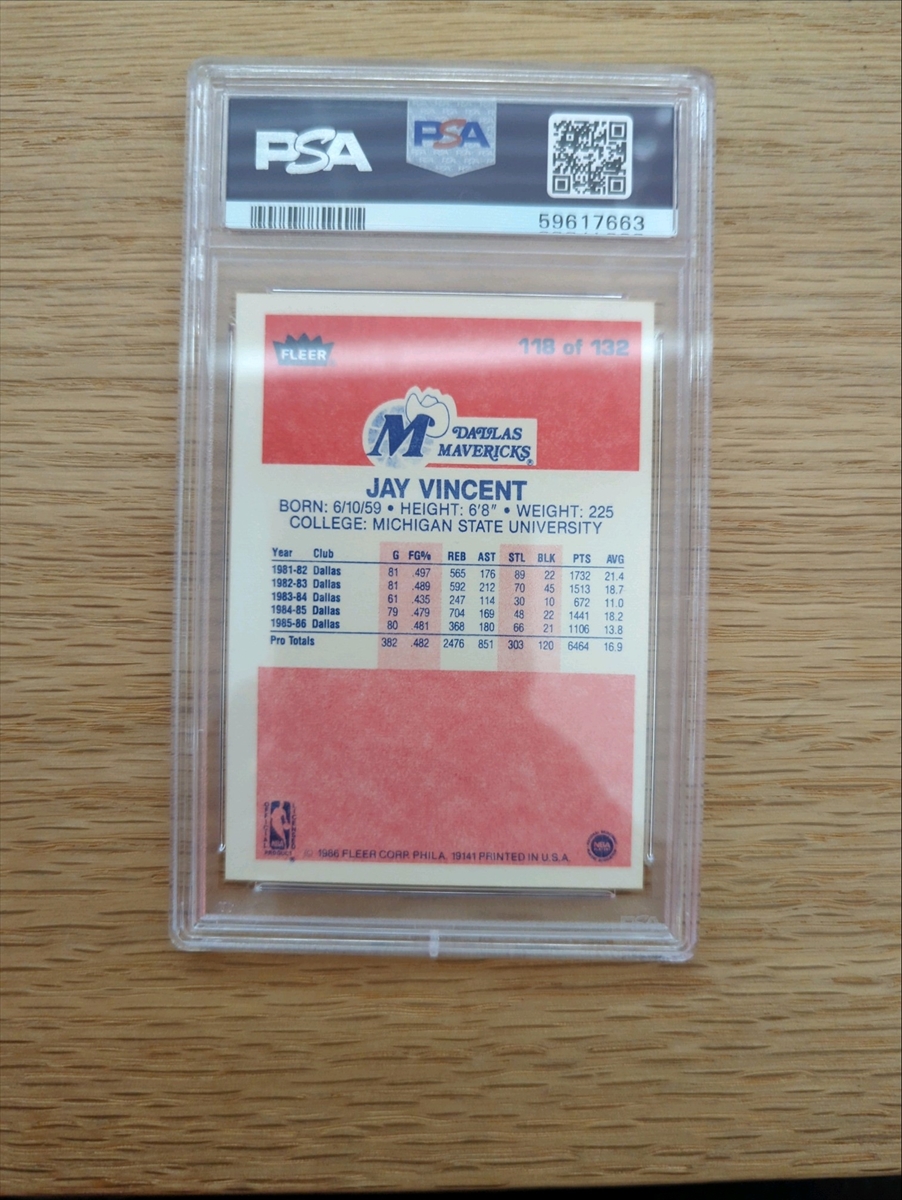 PSA PSA
59617663
FLEER 118 of 132
M DALLAS
MAVERICKS
JAY VINCENT
BORN: 6/10/59 • HEIGHT: 6'8" • WEIGHT: 225
COLLEGE: MICHIGAN STATE UNIVERSITY
Year Club G FG% REB AST STL BLK PTS AVG
1981-82 Dallas 81 .497 565 176 89 22 1732 21.4
1982-83 Dallas 81 .489 592 212 70 45 1513 18.7
1983-84 Dallas 61 .435 247 114 30 10 672 11.0
1984-85 Dallas 79 .479 704 169 48 22 1441 18.2
1985-86 Dallas 80 .481 368 180 66 21 1106 13.8
Pro Totals 382 .482 2476 851 303 120 6464 16.9
© 1986 FLEER CORP. PHILA. 19141 PRINTED IN U.S.A.
NBA